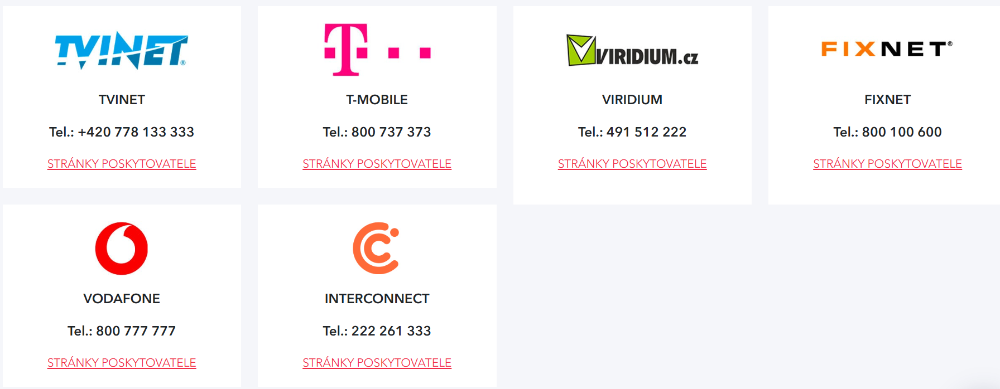 TVINET®
TVINET
Tel.: +420 778 133 333
STRÁNKY POSKYTOVATELE
T
T-MOBILE
Tel.: 800 737 373
STRÁNKY POSKYTOVATELE
VIRIDIUM.cz
VIRIDIUM
Tel.: 491 512 222
STRÁNKY POSKYTOVATELE
FIXNET®
FIXNET
Tel.: 800 100 600
STRÁNKY POSKYTOVATELE
VODAFONE
Tel.: 800 777 777
STRÁNKY POSKYTOVATELE
INTERCONNECT
Tel.: 222 261 333
STRÁNKY POSKYTOVATELE